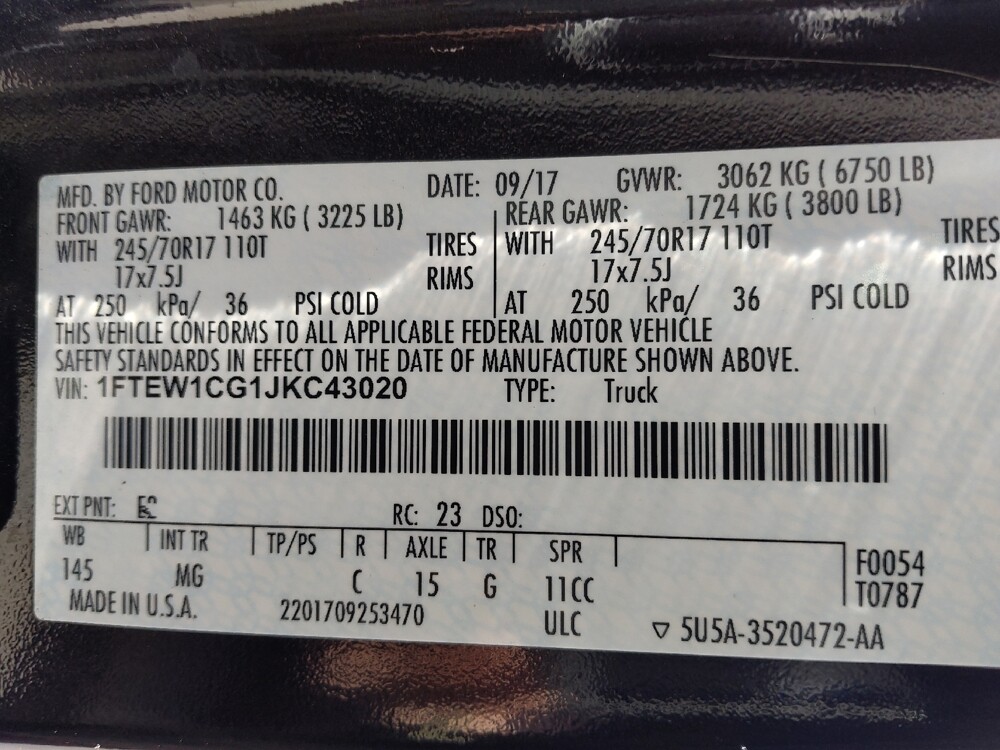 MFD. BY FORD MOTOR CO. DATE: 09/17 GVWR: 3062 KG ( 6750 LB)
FRONT GAWR: 1463 KG ( 3225 LB) REAR GAWR: 1724 KG ( 3800 LB)
WITH 245/70R17 110T TIRES WITH 245/70R17 110T TIRES
17x7.5J RIMS 17x7.5J RIMS
AT 250 kPa/ 36 PSI COLD AT 250 kPa/ 36 PSI COLD
THIS VEHICLE CONFORMS TO ALL APPLICABLE FEDERAL MOTOR VEHICLE
SAFETY STANDARDS IN EFFECT ON THE DATE OF MANUFACTURE SHOWN ABOVE.
VIN: 1FTEW1CG1JKC43020 TYPE: Truck
EXT PNT: RC: 23 DSO:
WB INT TR TP/PS R AXLE TR SPR F0054
145 MG C 15 G 11CC T0787
MADE IN U.S.A. 2201709253470 ULC ▽ 5U5A-3520472-AA